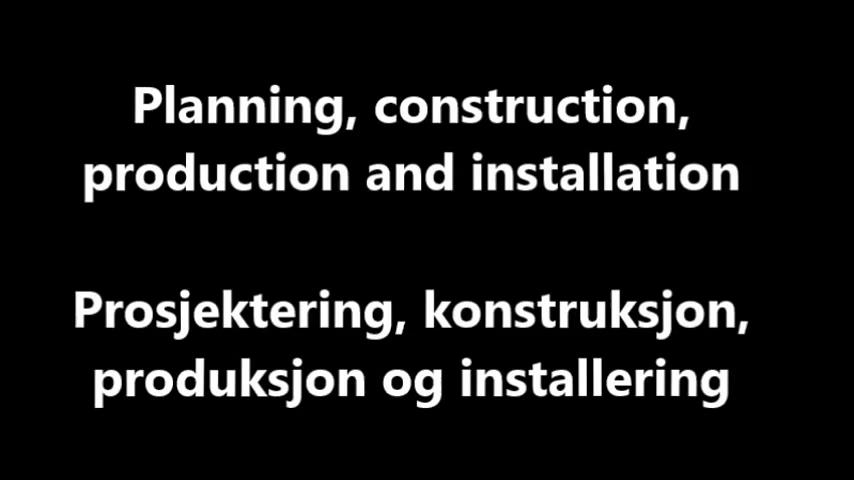 Planning, construction,
production and installation
Prosjektering, konstruksjon,
produksjon og installering